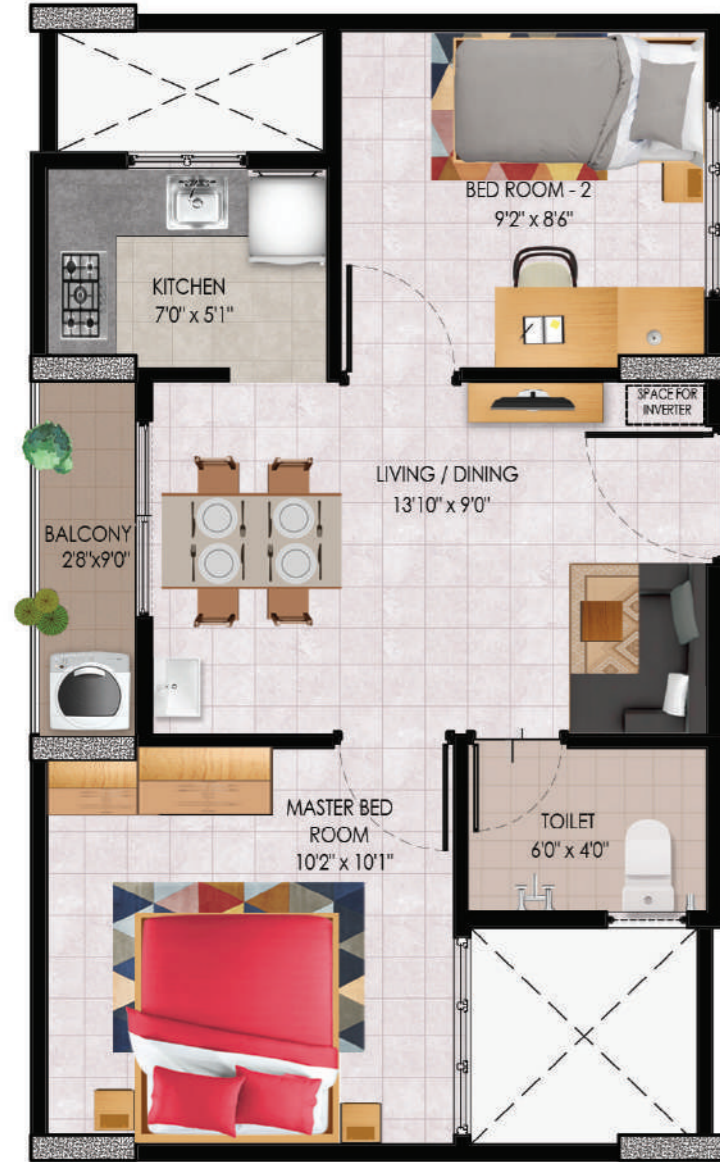 BED ROOM - 2
9'2" x 8'6"
KITCHEN
7'0" x 5'1"
SPACE FOR
INVERTER
LIVING / DINING
13'10" x 9'0"
BALCONY
2'8"x9'0"
MASTER BED
ROOM
10'2" x 10'1"
TOILET
6'0" x 4'0"